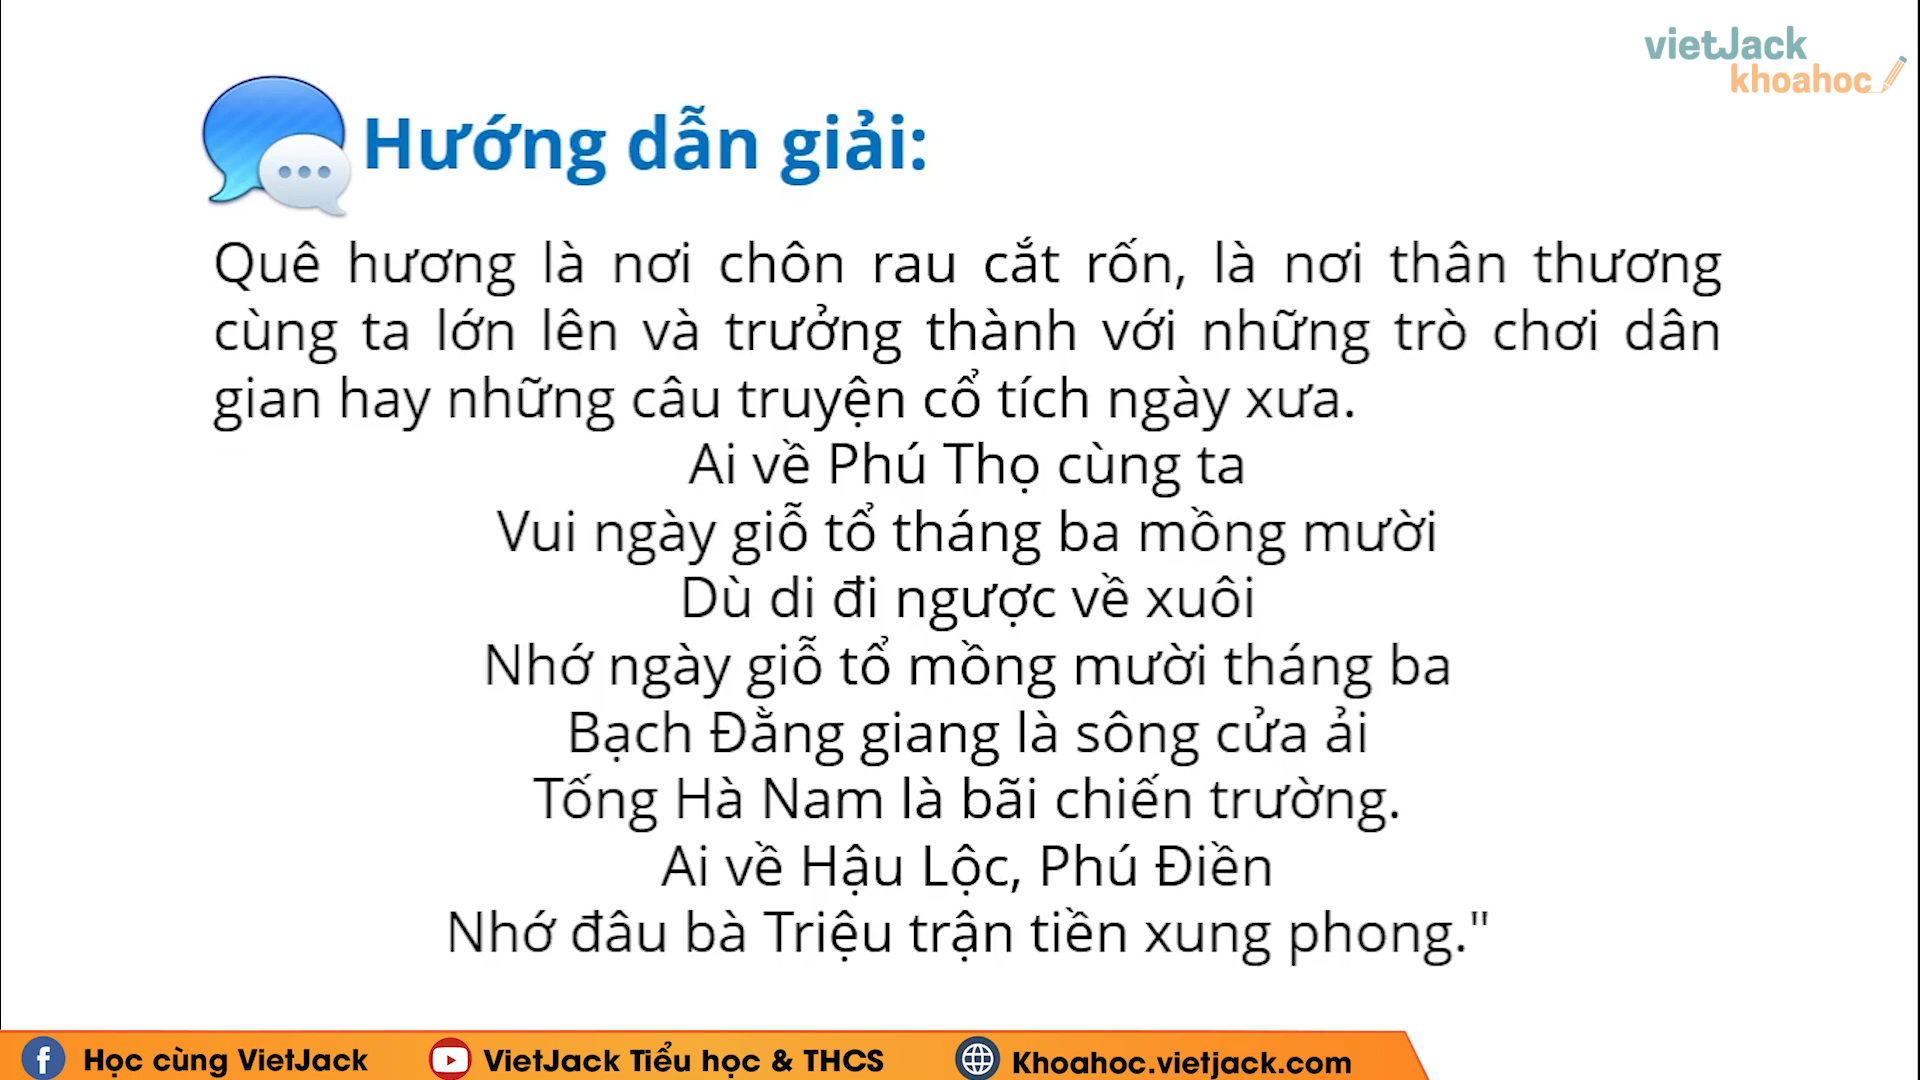 vietJack
khoahoc
Hướng dẫn giải:
Quê hương là nơi chôn rau cắt rốn, là nơi thân thương
cùng ta lớn lên và trưởng thành với những trò chơi dân
gian hay những câu truyện cổ tích ngày xưa.
Ai về Phú Thọ cùng ta
Vui ngày giỗ tổ tháng ba mồng mười
Dù di đi ngược về xuôi
Nhớ ngày giỗ tổ mồng mười tháng ba
Bạch Đằng giang là sông cửa ải
Tống Hà Nam là bãi chiến trường.
Ai về Hậu Lộc, Phú Điền
Nhớ đâu bà Triệu trận tiền xung phong."
Học cùng VietJack VietJack Tiểu học & THCS Khoahoc.vietjack.com